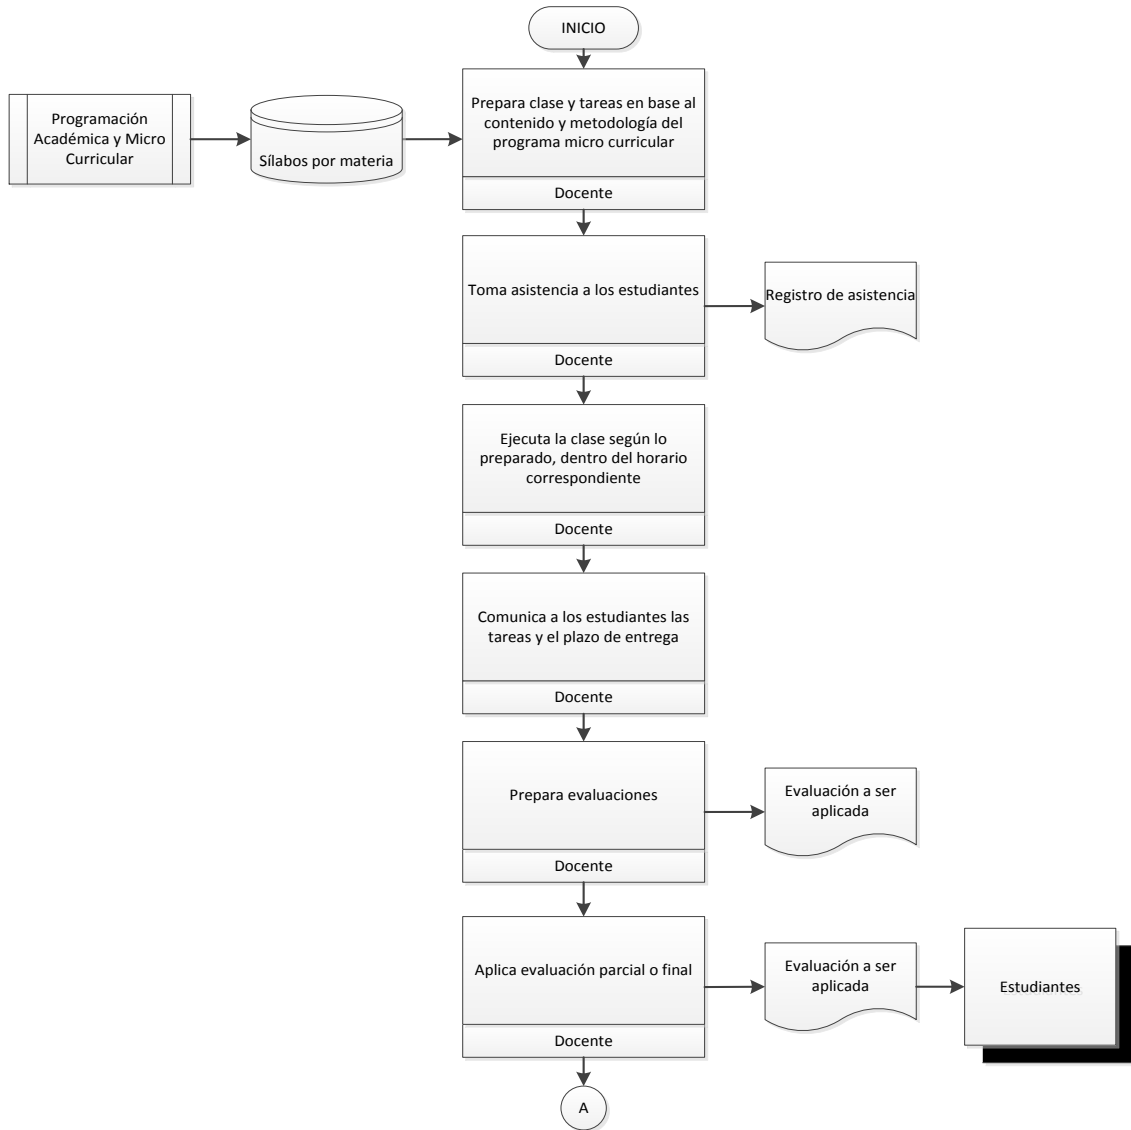 INICIO
Programación
Académica y Micro
Curricular
Sílabos por materia
Prepara clase y tareas en base al
contenido y metodología del
programa micro curricular
Docente
Toma asistencia a los estudiantes
Docente
Registro de asistencia
Ejecuta la clase según lo
preparado, dentro del horario
correspondiente
Docente
Comunica a los estudiantes las
tareas y el plazo de entrega
Docente
Prepara evaluaciones
Docente
Evaluación a ser
aplicada
Aplica evaluación parcial o final
Docente
Evaluación a ser
aplicada
Estudiantes
A